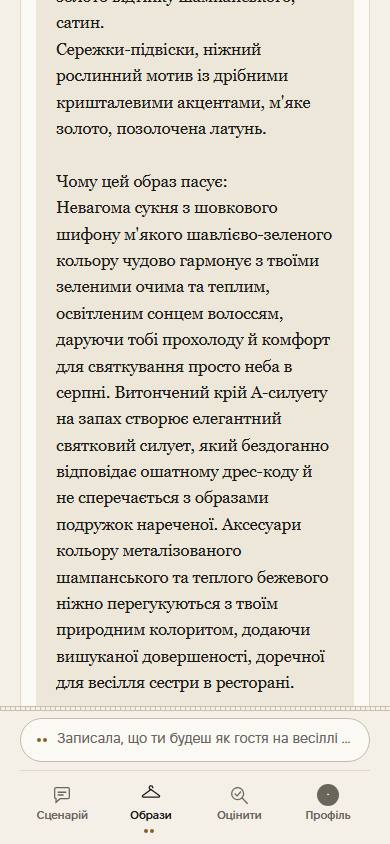 золото відтінку шампанського,
сатин.
Сережки-підвіски, ніжний
рослинний мотив із дрібними
кришталевими акцентами, м'яке
золото, позолочена латунь.
Чому цей образ пасує:
Невагома сукня з шовкового
шифону м'якого шавлієво-зеленого
кольору чудово гармонує з твоїми
зеленими очима та теплим,
освітленим сонцем волоссям,
даруючи тобі прохолоду й комфорт
для святкування просто неба в
серпні. Витончений крій А-силуету
на запах створює елегантний
святковий силует, який бездоганно
відповідає ошатному дрес-коду й
не сперечається з образами
подружок нареченої. Аксесуари
кольору металізованого
шампанського та теплого бежевого
ніжно перегукуються з твоїм
природним колоритом, додаючи
вишуканої довершеності, доречної
для весілля сестри в ресторані.
Записала, що ти будеш як гостя на весіллі ...
Сценарій
Образи
Оцінити
Профіль